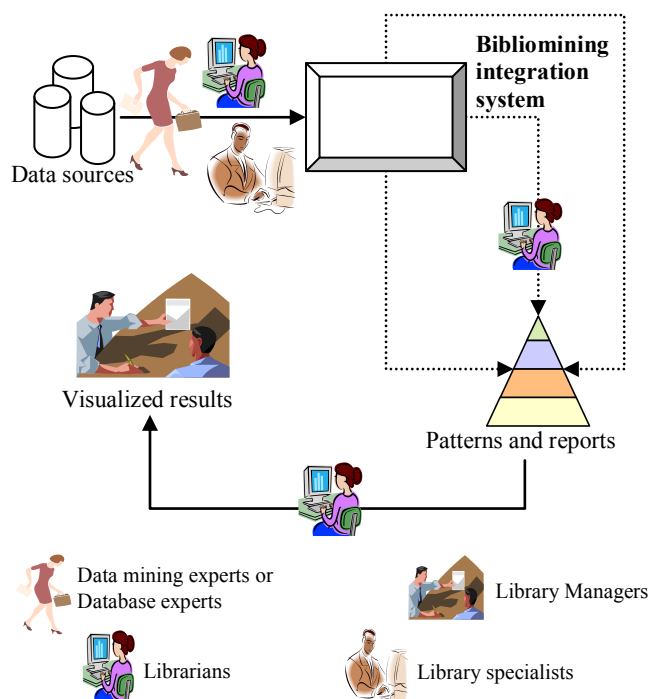 Bibliomining
integration
system
Data sources
Visualized results
Patterns and reports
Data mining experts or
Database experts
Library Managers
Librarians
Library specialists